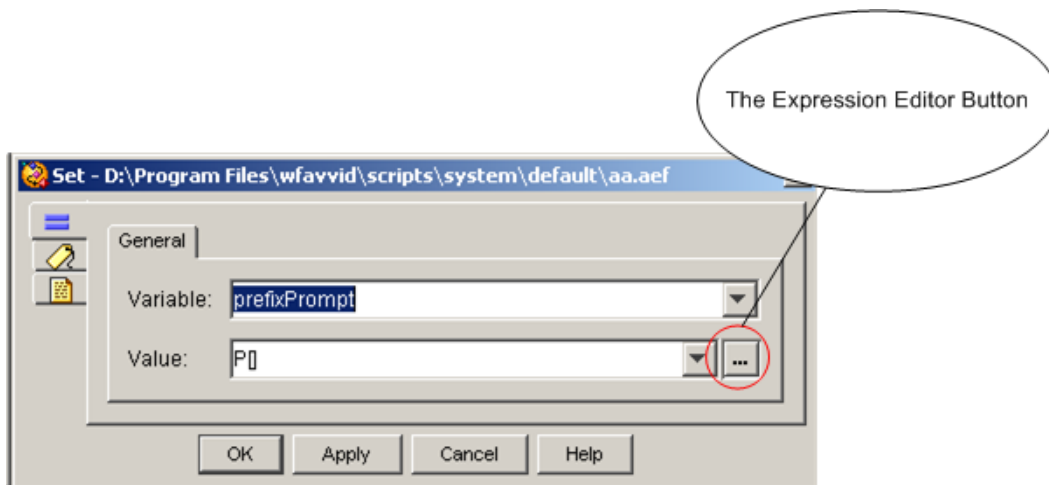 The Expression Editor Button
Set - D:\Program Files\wfavvid\scripts\system\default\aa.aef
General
Variable:
prefixPrompt
Value:
P[]
...
OK
Apply
Cancel
Help